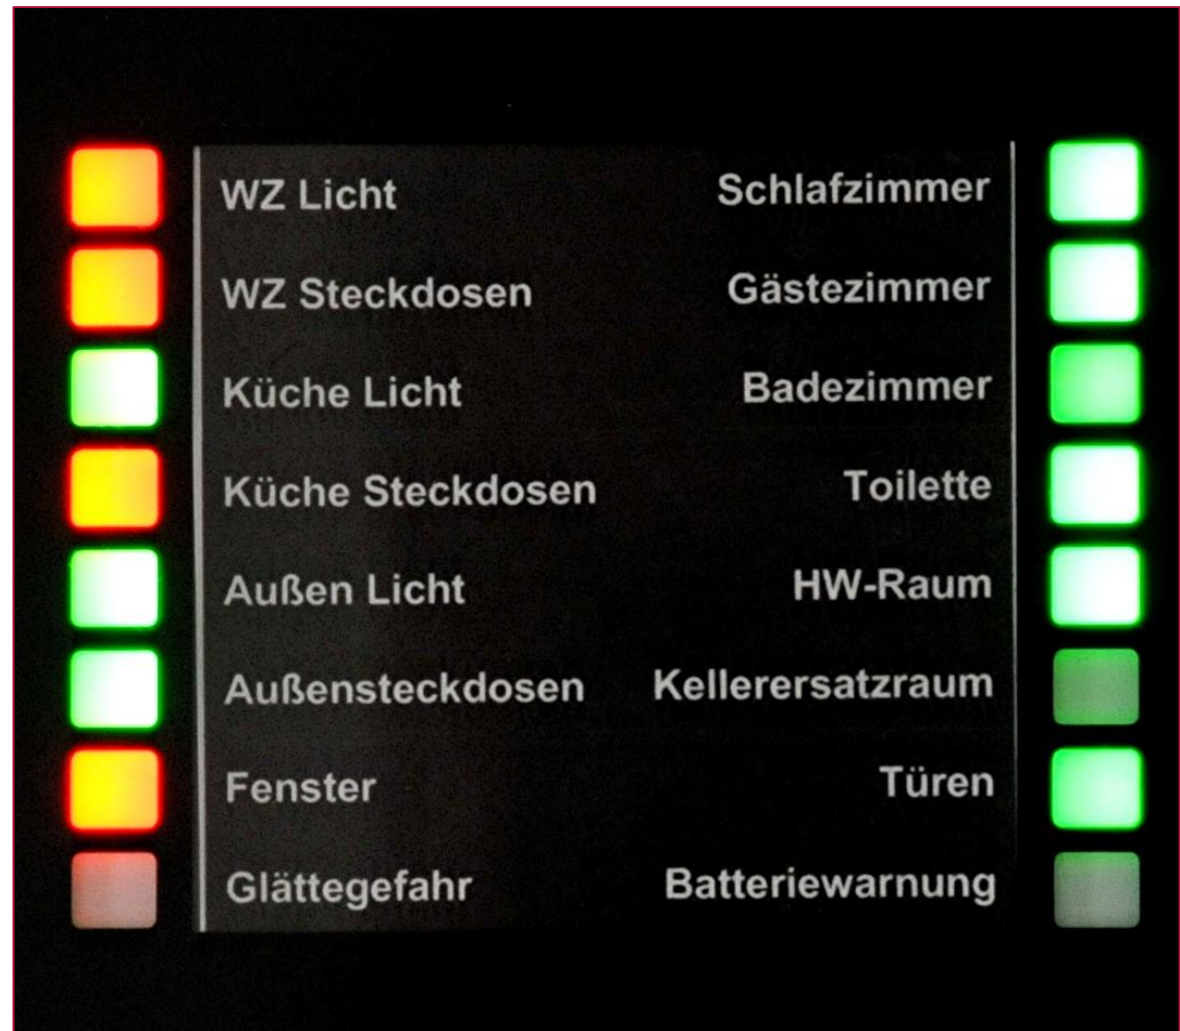 WZ Licht
WZ Steckdosen
Küche Licht
Küche Steckdosen
Außen Licht
Außensteckdosen
Fenster
Glättegefahr
Schlafzimmer
Gästezimmer
Badezimmer
Toilette
HW-Raum
Kellerersatzraum
Türen
Batteriewarnung